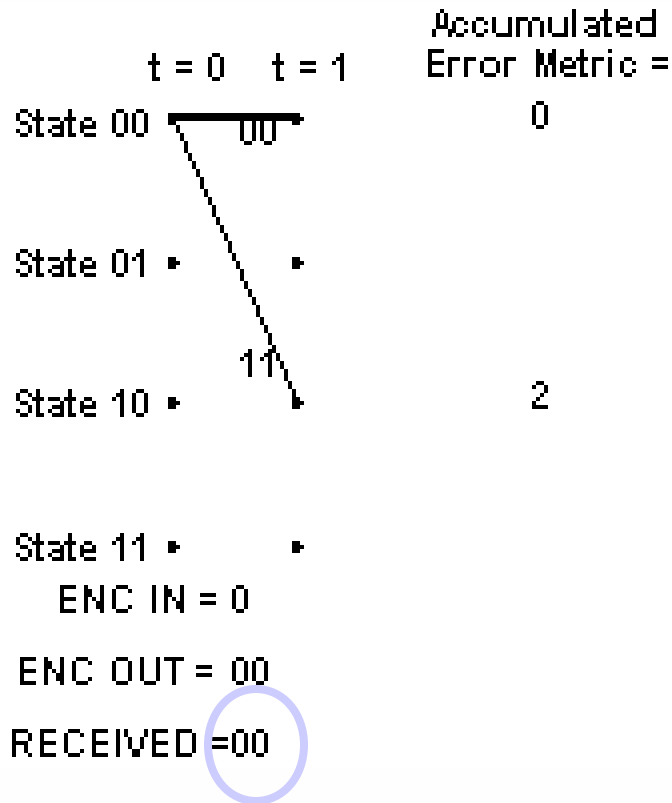 Accumulated
t = 0 t = 1 Error Metric =
State 00 00 0
State 01
11
State 10 2
State 11
ENC IN = 0
ENC OUT = 00
RECEIVED =00